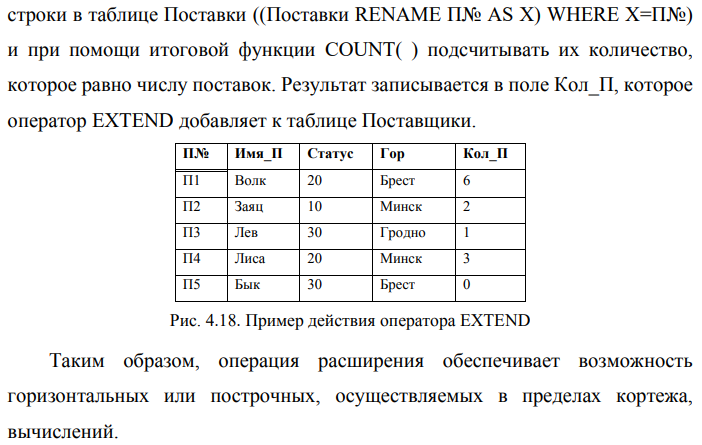 строки в таблице Поставки ((Поставки RENAME П№ AS X) WHERE X=П№)
и при помощи итоговой функции COUNT( ) подсчитывать их количество,
которое равно числу поставок. Результат записывается в поле Кол_П, которое
оператор EXTEND добавляет к таблице Поставщики.
П№ Имя_П Статус Гор Кол_П
П1 Волк 20 Брест 6
П2 Заяц 10 Минск 2
П3 Лев 30 Гродно 1
П4 Лиса 20 Минск 3
П5 Бык 30 Брест 0
Рис. 4.18. Пример действия оператора EXTEND
Таким образом, операция расширения обеспечивает возможность
горизонтальных или построчных, осуществляемых в пределах кортежа,
вычислений.